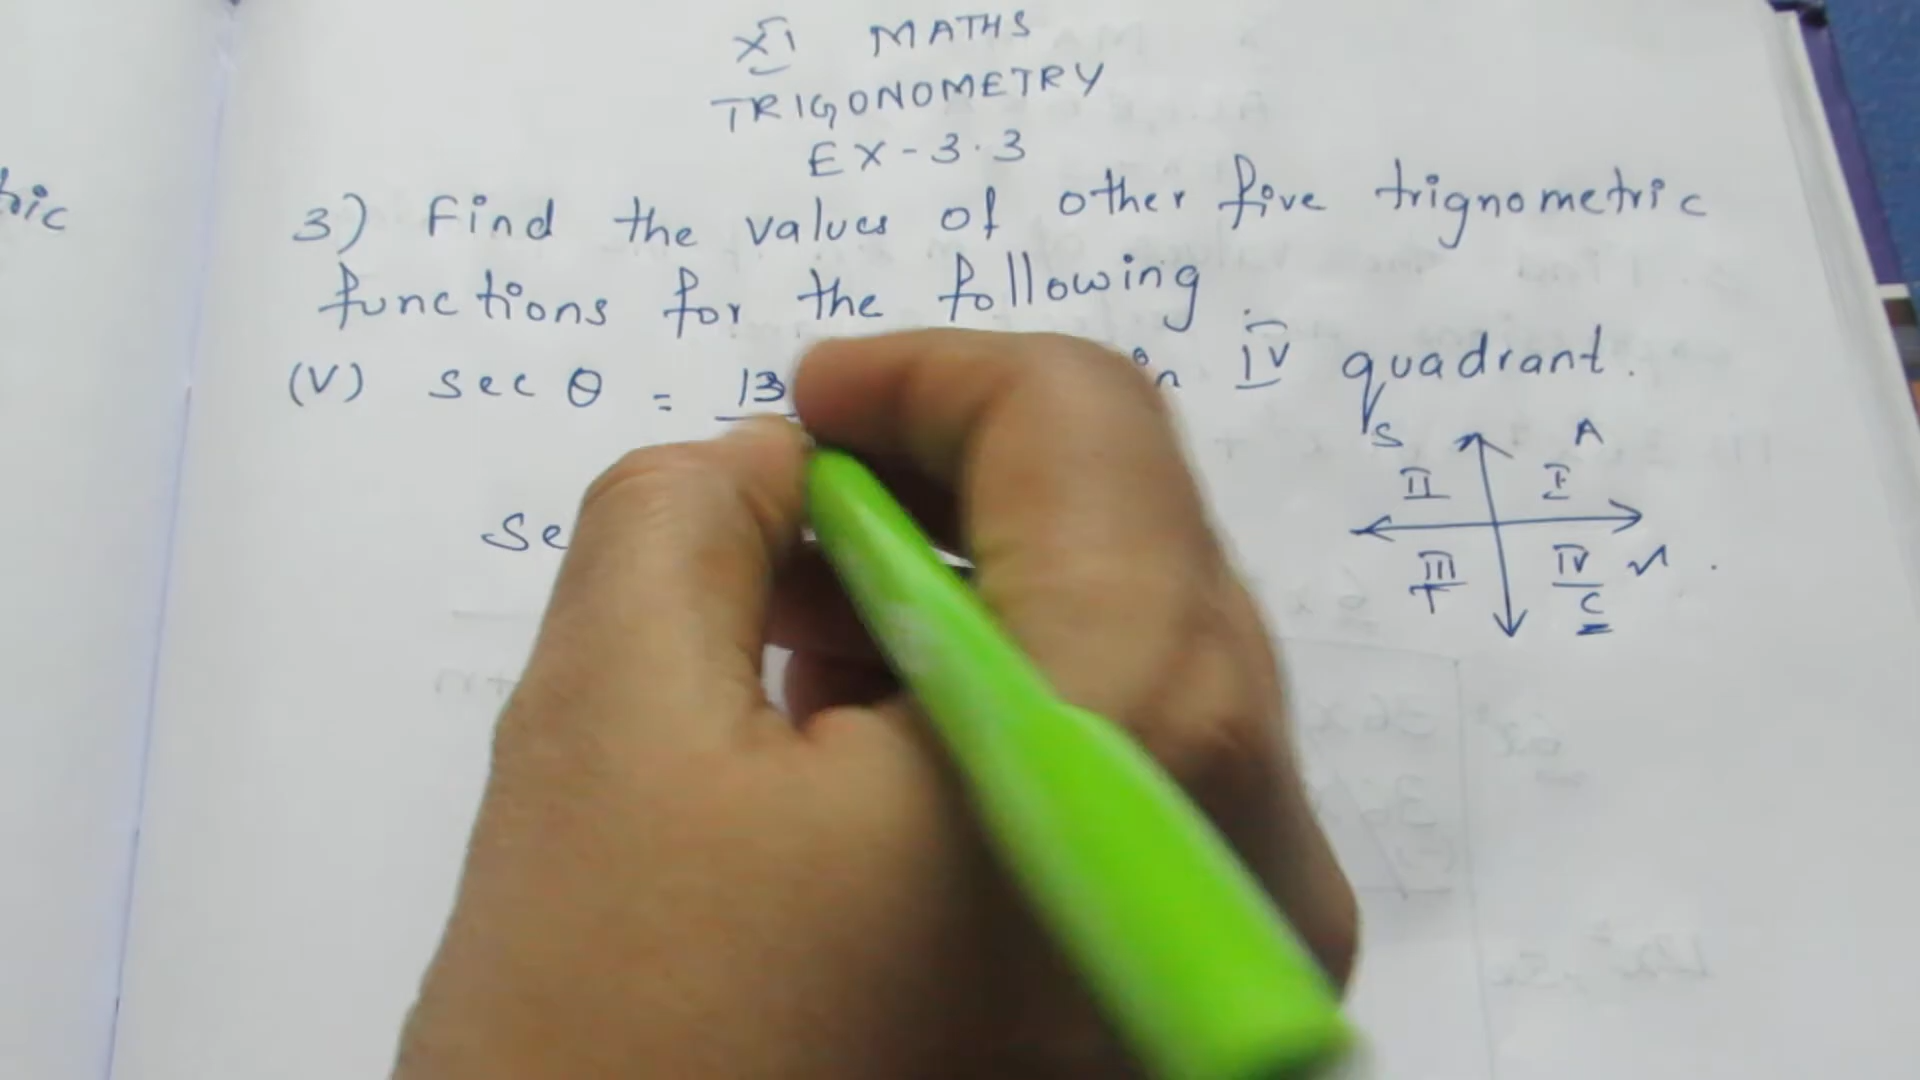 ric
XI MATHS
TRIGONOMETRY
EX-3.3
3) Find the values of other five trignometric
functions for the following
(V) sec θ = 13 IV quadrant.
S A
II I
III IV
T C
Se